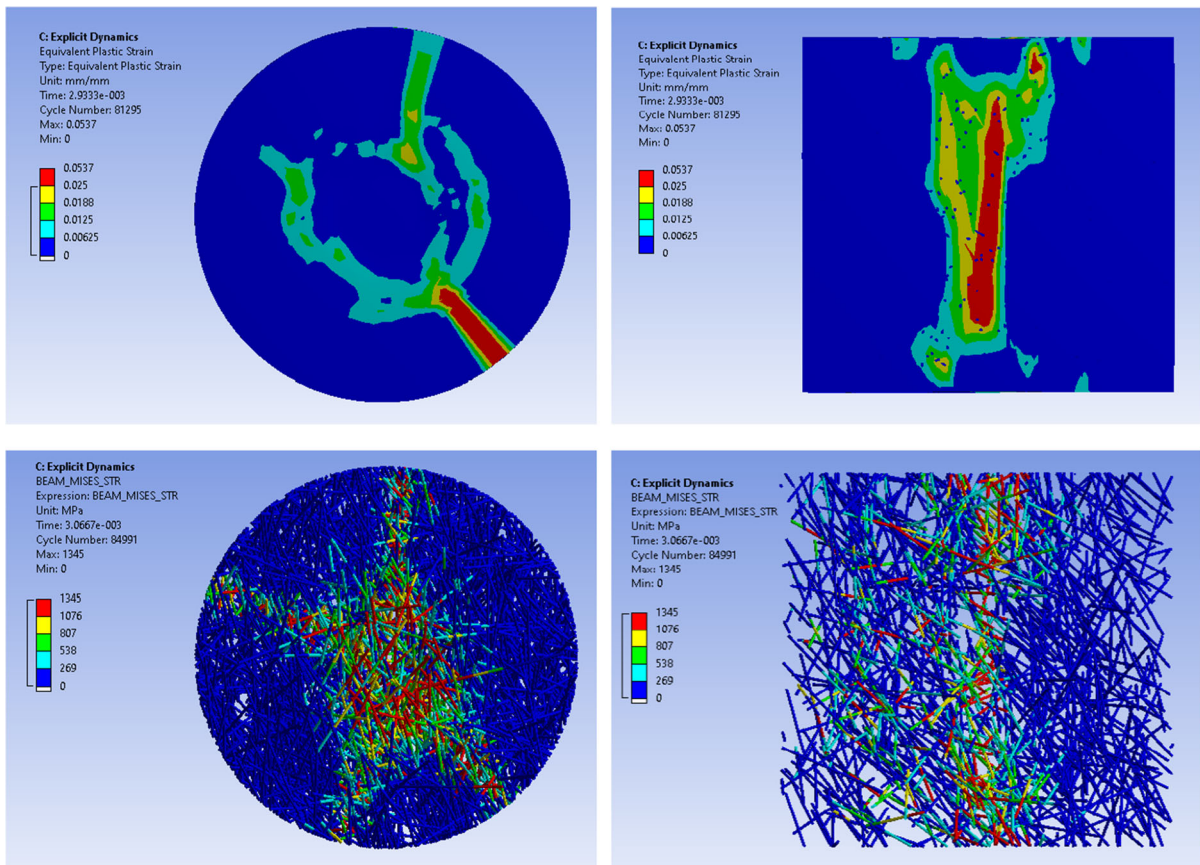 C: Explicit Dynamics
Equivalent Plastic Strain
Type: Equivalent Plastic Strain
Unit: mm/mm
Time: 2.9333e-003
Cycle Number: 81295
Max: 0.0537
Min: 0
0.0537
0.025
0.0188
0.0125
0.00625
0
C: Explicit Dynamics
Equivalent Plastic Strain
Type: Equivalent Plastic Strain
Unit: mm/mm
Time: 2.9333e-003
Cycle Number: 81295
Max: 0.0537
Min: 0
0.0537
0.025
0.0188
0.0125
0.00625
0
C: Explicit Dynamics
BEAM_MISES_STR
Expression: BEAM_MISES_STR
Unit: MPa
Time: 3.0667e-003
Cycle Number: 84991
Max: 1345
Min: 0
1345
1076
807
538
269
0
C: Explicit Dynamics
BEAM_MISES_STR
Expression: BEAM_MISES_STR
Unit: MPa
Time: 3.0667e-003
Cycle Number: 84991
Max: 1345
Min: 0
1345
1076
807
538
269
0